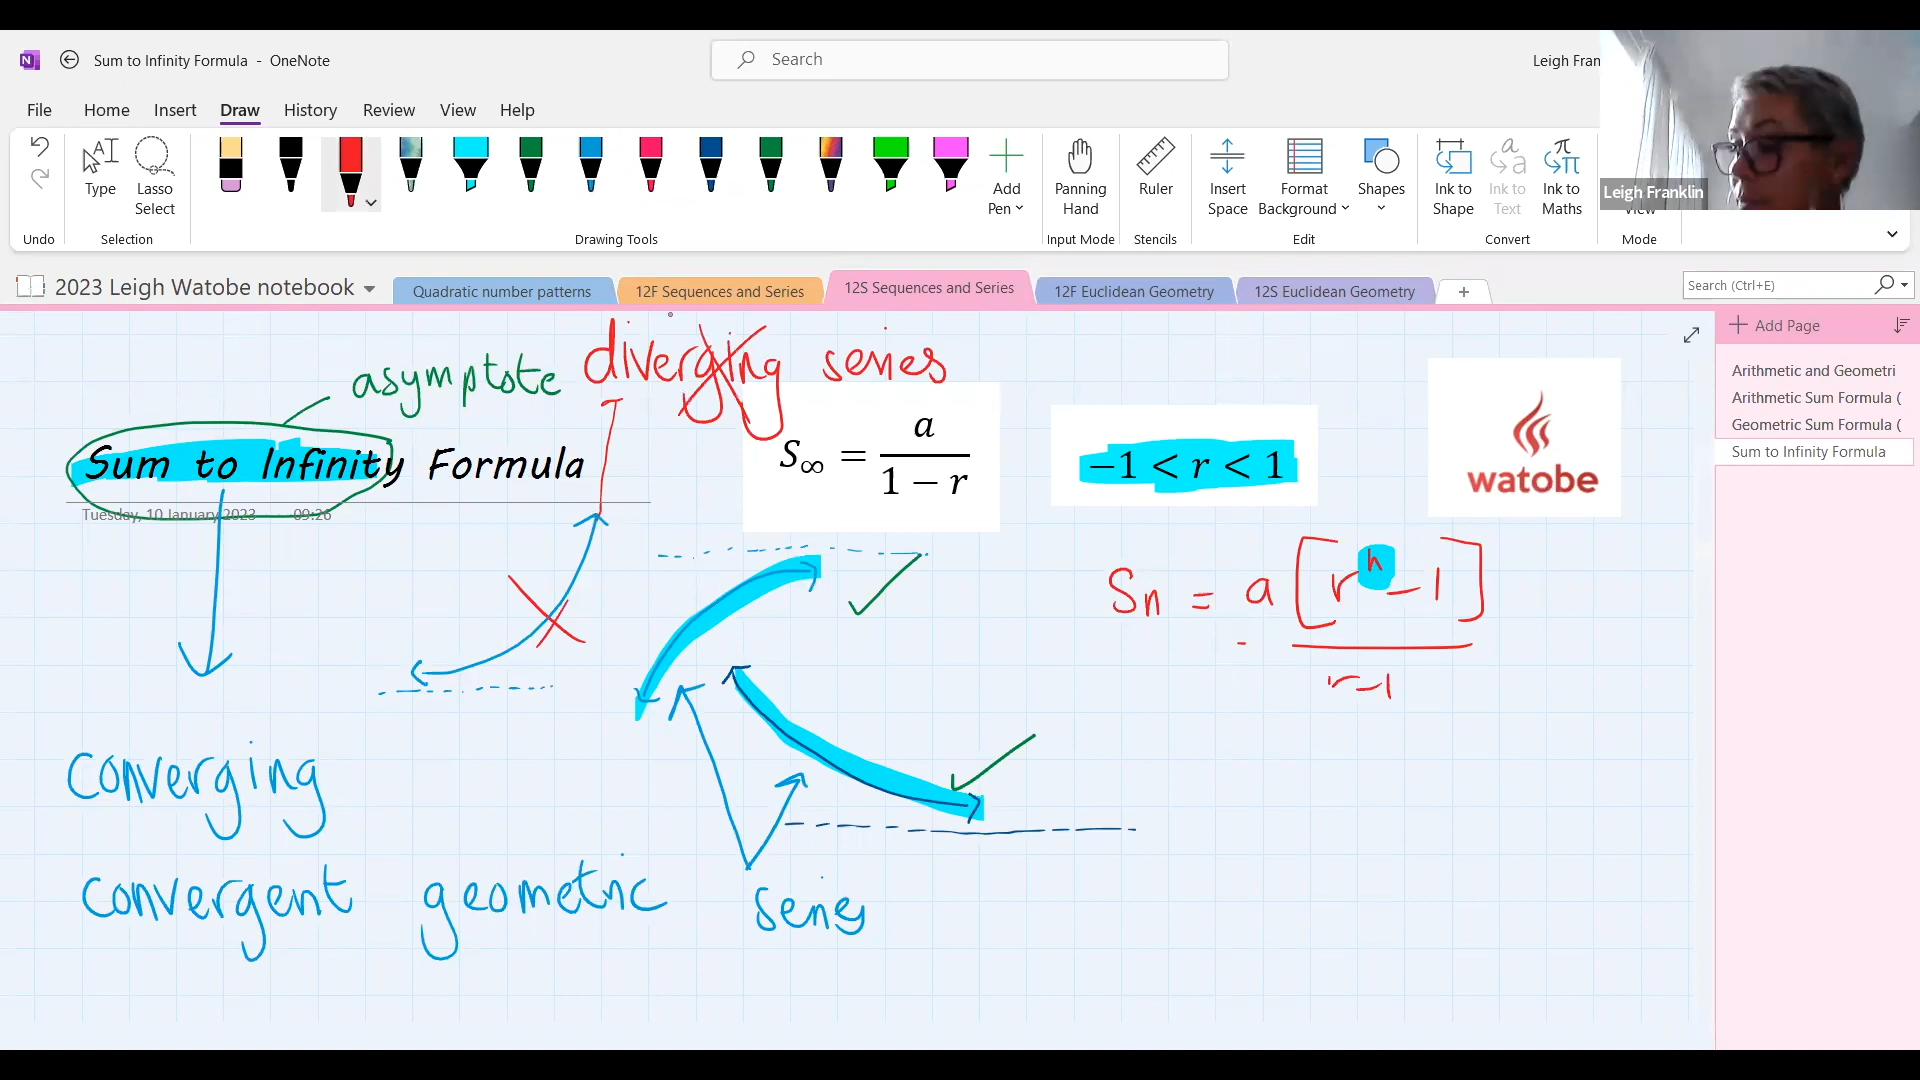 Sum to Infinity Formula - OneNote
Search
Leigh Fran
File Home Insert Draw History Review View Help
Type
Lasso Select
Add Pen
Panning Hand
Ruler
Insert Space
Format Background
Shapes
Ink to Shape
Ink to Text
Ink to Maths
Leigh Franklin
View
Undo Selection Drawing Tools Input Mode Stencils Edit Convert Mode
2023 Leigh Watobe notebook
Quadratic number patterns
12F Sequences and Series
12S Sequences and Series
12F Euclidean Geometry
12S Euclidean Geometry
+
Search (Ctrl+E)
Add Page
Arithmetic and Geometri
Arithmetic Sum Formula (
Geometric Sum Formula (
Sum to Infinity Formula
diverging series
asymptote
Sum to Infinity Formula
Tuesday, 10 January 2023 09:26
S∞ = a / (1 − r)
−1 < r < 1
watobe
Sn = a [r^n − 1] / (r − 1)
converging
convergent geometric series